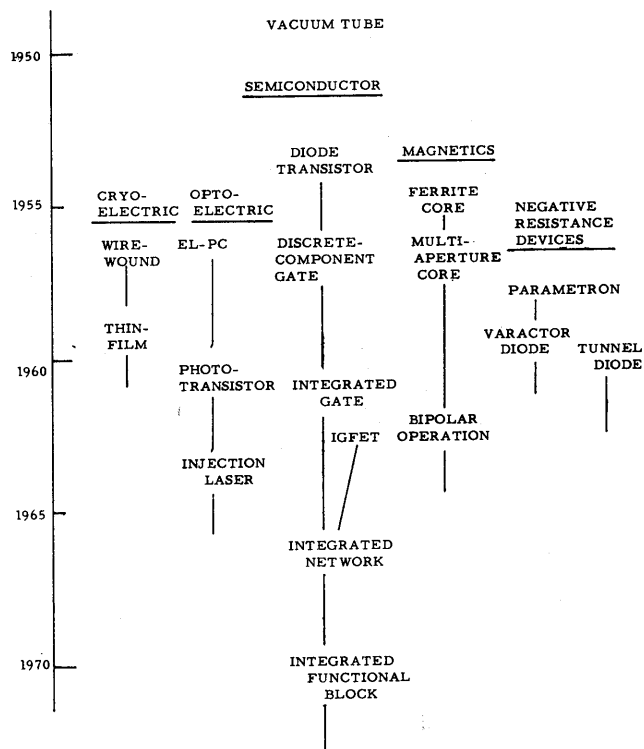 VACUUM TUBE
1950
SEMICONDUCTOR
DIODE
TRANSISTOR
MAGNETICS
1955
CRYO-
ELECTRIC
OPTO-
ELECTRIC
FERRITE
CORE
NEGATIVE
RESISTANCE
DEVICES
WIRE-
WOUND
EL-PC
DISCRETE-
COMPONENT
GATE
MULTI-
APERTURE
CORE
PARAMETRON
THIN-
FILM
VARACTOR
DIODE
TUNNEL
DIODE
1960
PHOTO-
TRANSISTOR
INTEGRATED
GATE
IGFET
BIPOLAR
OPERATION
INJECTION
LASER
1965
INTEGRATED
NETWORK
1970
INTEGRATED
FUNCTIONAL
BLOCK